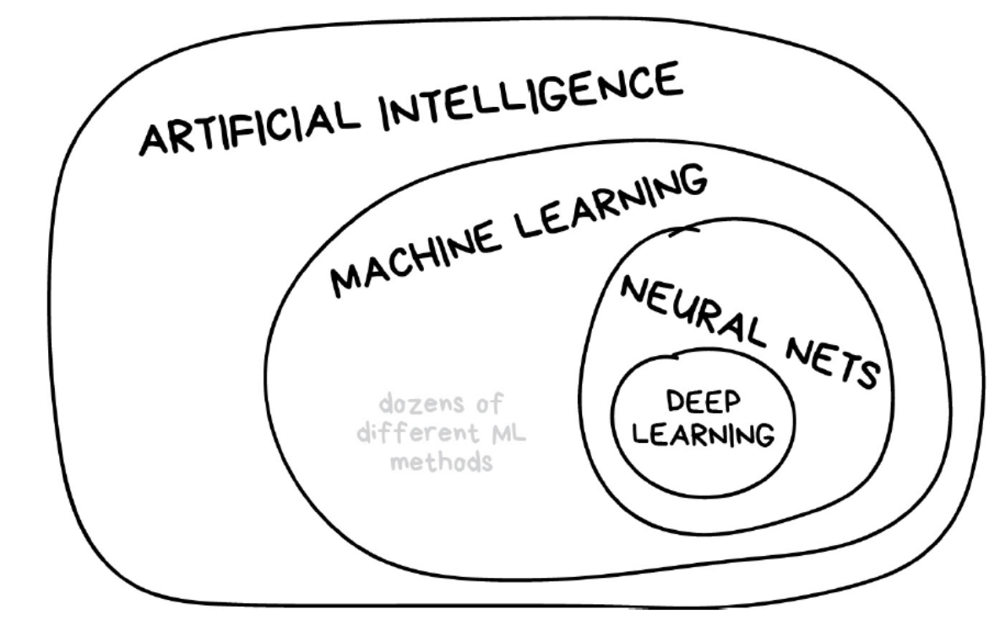 ARTIFICIAL INTELLIGENCE
MACHINE LEARNING
NEURAL NETS
DEEP
LEARNING
dozens of
different ML
methods